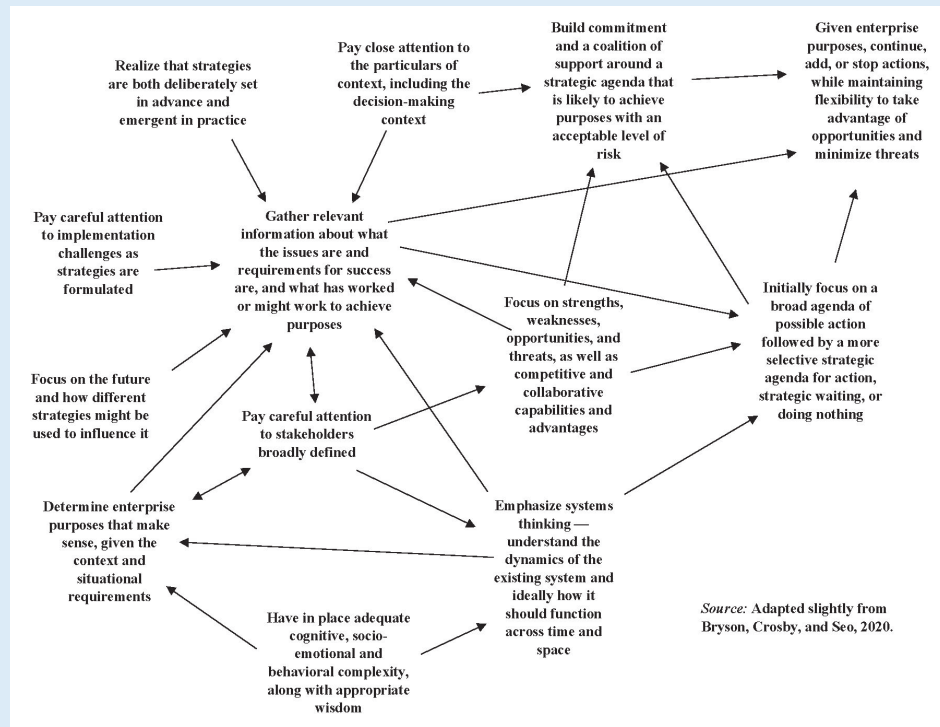 Realize that strategies
are both deliberately set
in advance and
emergent in practice
Pay close attention to
the particulars of
context, including the
decision-making
context
Build commitment
and a coalition of
support around a
strategic agenda that
is likely to achieve
purposes with an
acceptable level of
risk
Given enterprise
purposes, continue,
add, or stop actions,
while maintaining
flexibility to take
advantage of
opportunities and
minimize threats
Pay careful attention
to implementation
challenges as
strategies are
formulated
Gather relevant
information about what
the issues are and
requirements for success
are, and what has worked
or might work to achieve
purposes
Focus on strengths,
weaknesses,
opportunities, and
threats, as well as
competitive and
collaborative
capabilities and
advantages
Initially focus on a
broad agenda of
possible action
followed by a more
selective strategic
agenda for action,
strategic waiting, or
doing nothing
Focus on the future
and how different
strategies might be
used to influence it
Pay careful attention
to stakeholders
broadly defined
Determine enterprise
purposes that make
sense, given the
context and
situational
requirements
Emphasize systems
thinking —
understand the
dynamics of the
existing system and
ideally how it
should function
across time and
space
Have in place adequate
cognitive, socio-
emotional and
behavioral complexity,
along with appropriate
wisdom
Source: Adapted slightly from
Bryson, Crosby, and Seo, 2020.